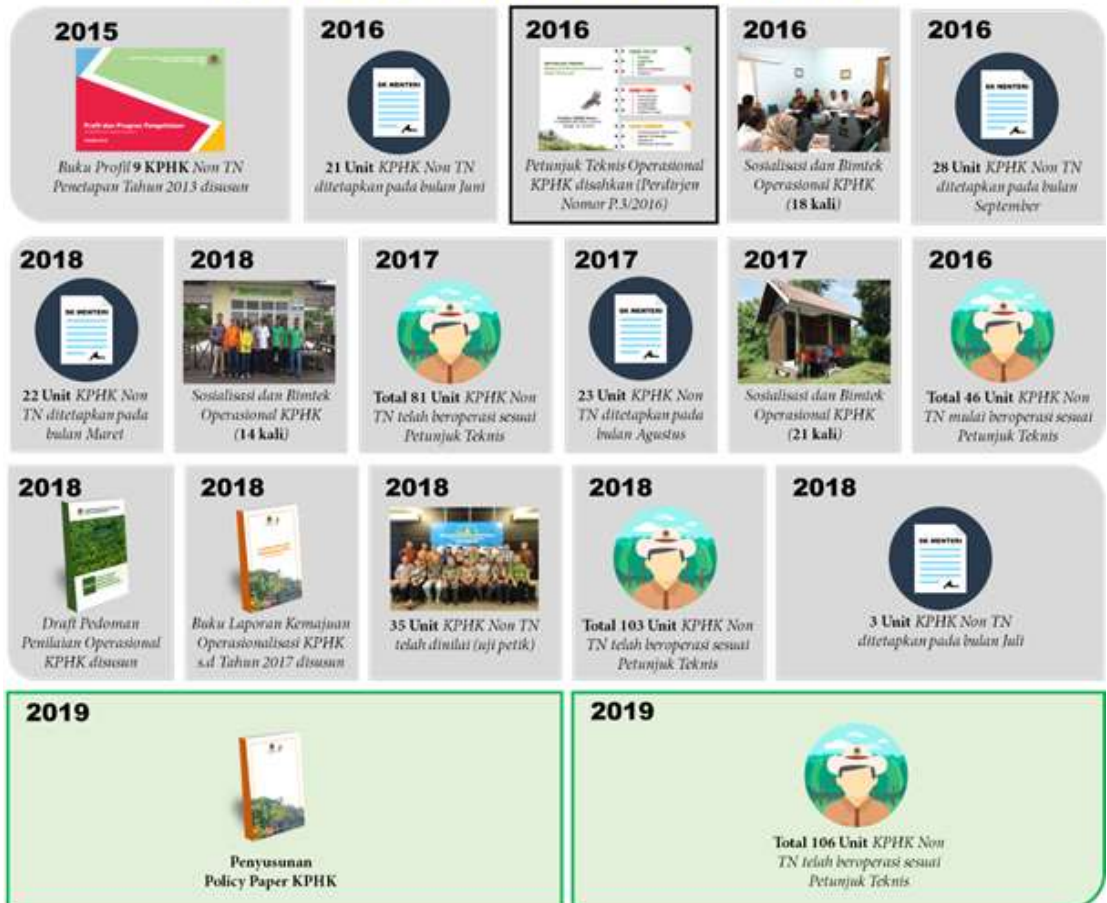 2015
Profil dan Progres Pengelolaan
Buku Profil 9 KPHK Non TN
Penetapan Tahun 2013 disusun
2016
SK MENTERI
21 Unit KPHK Non TN
ditetapkan pada bulan Juni
2016
Petunjuk Teknis Operasional
KPHK disahkan (Perdirjen
Nomor P.3/2016)
2016
Sosialisasi dan Bimtek
Operasional KPHK
(18 kali)
2016
SK MENTERI
28 Unit KPHK Non TN
ditetapkan pada bulan
September
2018
SK MENTERI
22 Unit KPHK Non
TN ditetapkan pada
bulan Maret
2018
Sosialisasi dan Bimtek
Operasional KPHK
(14 kali)
2017
Total 81 Unit KPHK Non
TN telah beroperasi sesuai
Petunjuk Teknis
2017
SK MENTERI
23 Unit KPHK Non
TN ditetapkan pada
bulan Agustus
2017
Sosialisasi dan Bimtek
Operasional KPHK
(21 kali)
2016
Total 46 Unit KPHK Non
TN mulai beroperasi sesuai
Petunjuk Teknis
2018
Draft Pedoman
Penilaian Operasional
KPHK disusun
2018
Buku Laporan Kemajuan
Operasionalisasi KPHK
s.d Tahun 2017 disusun
2018
35 Unit KPHK Non TN
telah dinilai (uji petik)
2018
Total 103 Unit KPHK Non
TN telah beroperasi sesuai
Petunjuk Teknis
2018
SK MENTERI
3 Unit KPHK Non TN
ditetapkan pada bulan Juli
2019
Penyusunan
Policy Paper KPHK
2019
Total 106 Unit KPHK Non
TN telah beroperasi sesuai
Petunjuk Teknis